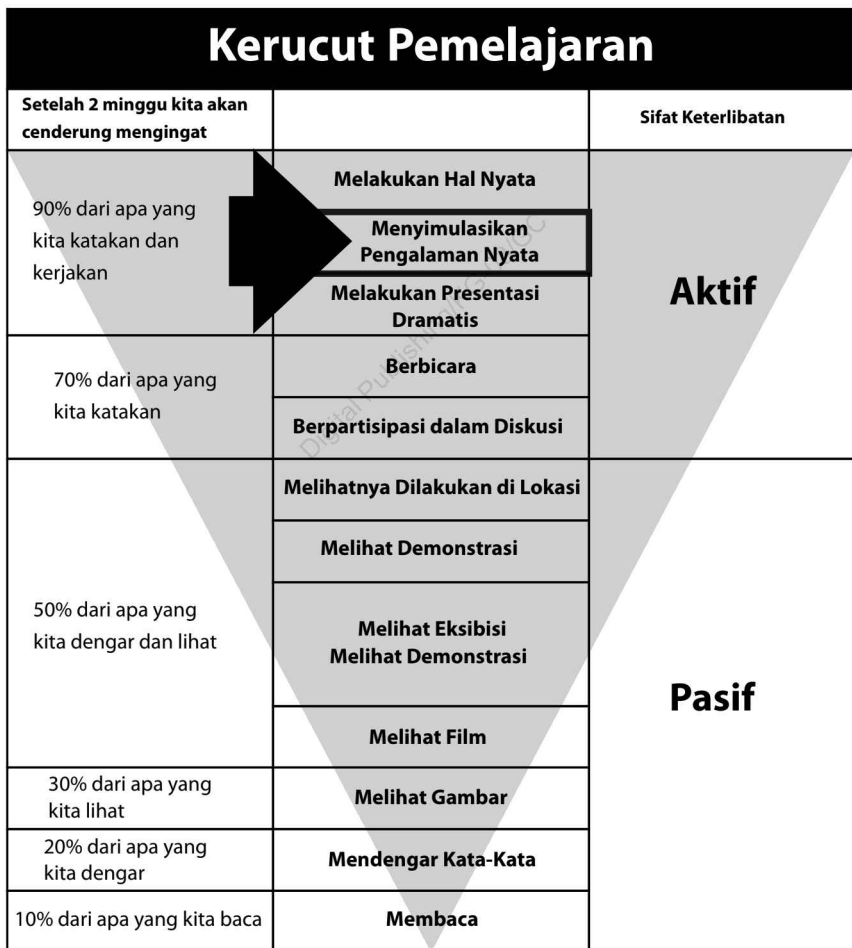 Kerucut Pemelajaran
Setelah 2 minggu kita akan
cenderung mengingat
Sifat Keterlibatan
90% dari apa yang
kita katakan dan
kerjakan
Melakukan Hal Nyata
Menyimulasikan
Pengalaman Nyata
Melakukan Presentasi
Dramatis
Aktif
70% dari apa yang
kita katakan
Berbicara
Berpartisipasi dalam Diskusi
50% dari apa yang
kita dengar dan lihat
Melihatnya Dilakukan di Lokasi
Melihat Demonstrasi
Melihat Eksibisi
Melihat Demonstrasi
Melihat Film
Pasif
30% dari apa yang
kita lihat
Melihat Gambar
20% dari apa yang
kita dengar
Mendengar Kata-Kata
10% dari apa yang kita baca
Membaca
Digital Publishing